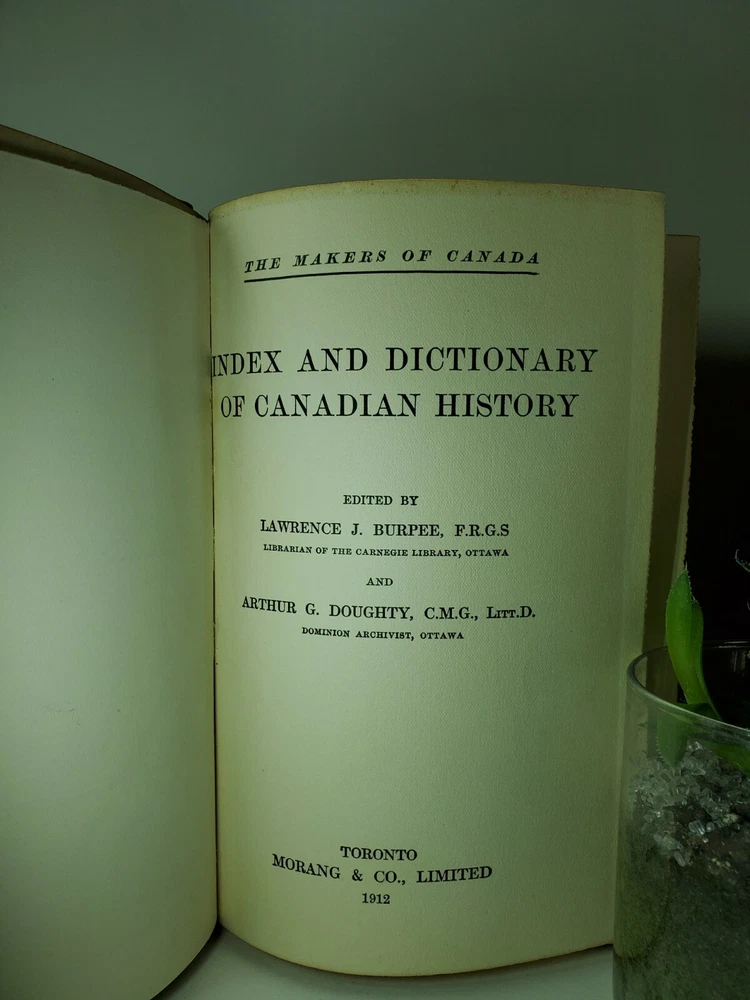 THE MAKERS OF CANADA
INDEX AND DICTIONARY
OF CANADIAN HISTORY
EDITED BY
LAWRENCE J. BURPEE, F.R.G.S
LIBRARIAN OF THE CARNEGIE LIBRARY, OTTAWA
AND
ARTHUR G. DOUGHTY, C.M.G., LITT.D.
DOMINION ARCHIVIST, OTTAWA
TORONTO
MORANG & CO., LIMITED
1912